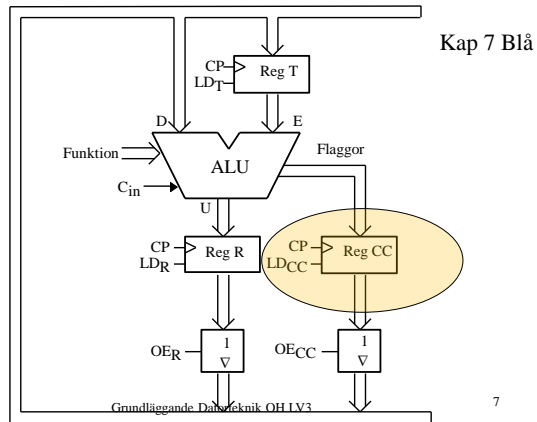 Kap 7 Blå
CP
Reg T
LDT
D
E
Funktion
ALU
Flaggor
Cin
U
CP
Reg R
LDR
CP
Reg CC
LDCC
OER
1
∇
OECC
1
∇
Grundläggande Datorteknik OH LV3
7